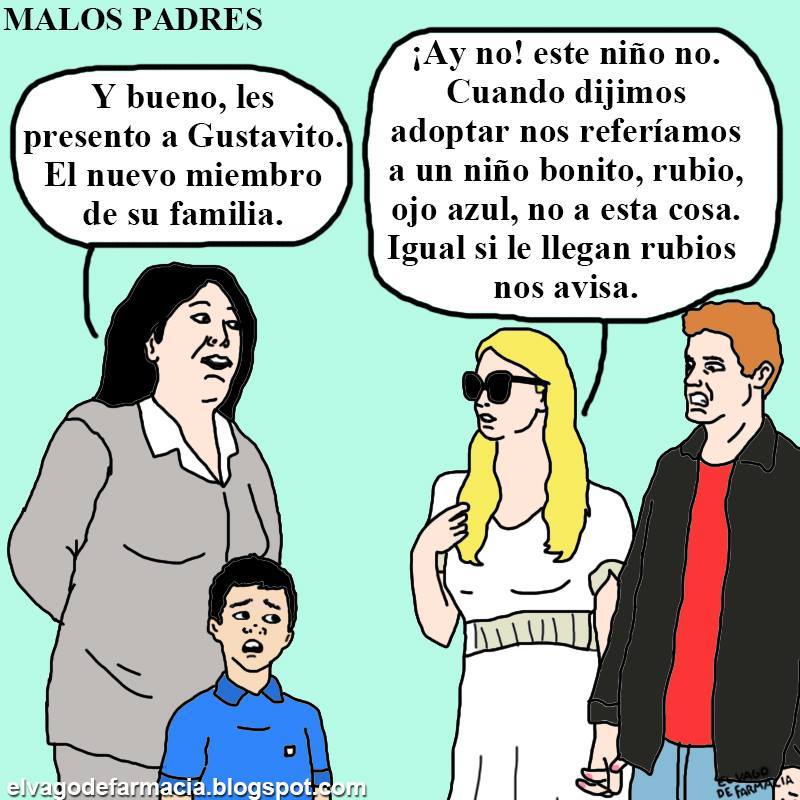 MALOS PADRES
Y bueno, les
presento a Gustavito.
El nuevo miembro
de su familia.
¡Ay no! este niño no.
Cuando dijimos
adoptar nos referíamos
a un niño bonito, rubio,
ojo azul, no a esta cosa.
Igual si le llegan rubios
nos avisa.
elvagodefarmacia.blogspot.com
EL VAGO
DE FARMACIA